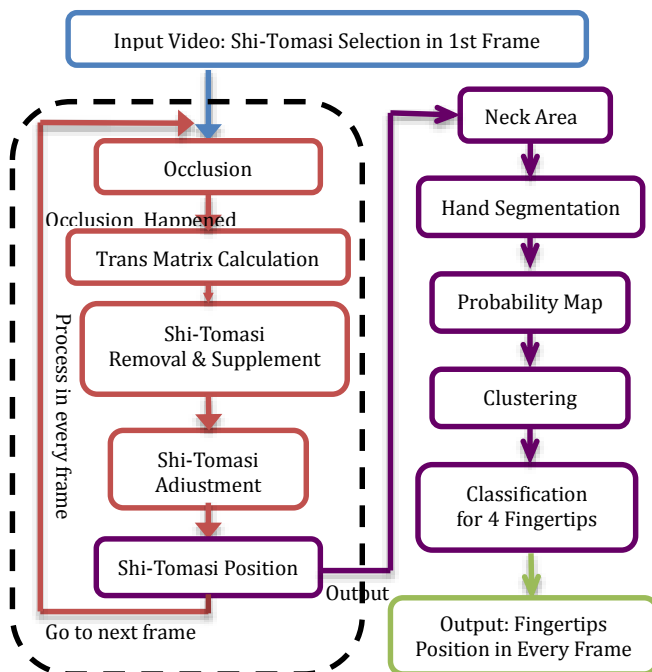 Input Video: Shi-Tomasi Selection in 1st Frame
Occlusion
Occlusion Happened
Trans Matrix Calculation
Shi-Tomasi
Removal & Supplement
Process in every frame
Shi-Tomasi
Adiustment
Shi-Tomasi Position
Output
Go to next frame
Neck Area
Hand Segmentation
Probability Map
Clustering
Classification
for 4 Fingertips
Output: Fingertips
Position in Every Frame